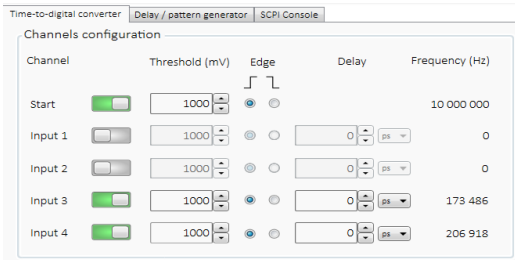 Time-to-digital converter Delay / pattern generator SCPI Console
Channels configuration
Channel Threshold (mV) Edge Delay Frequency (Hz)
Start 1000 10 000 000
Input 1 1000 0 ps 0
Input 2 1000 0 ps 0
Input 3 1000 0 ps 173 486
Input 4 1000 0 ps 206 918